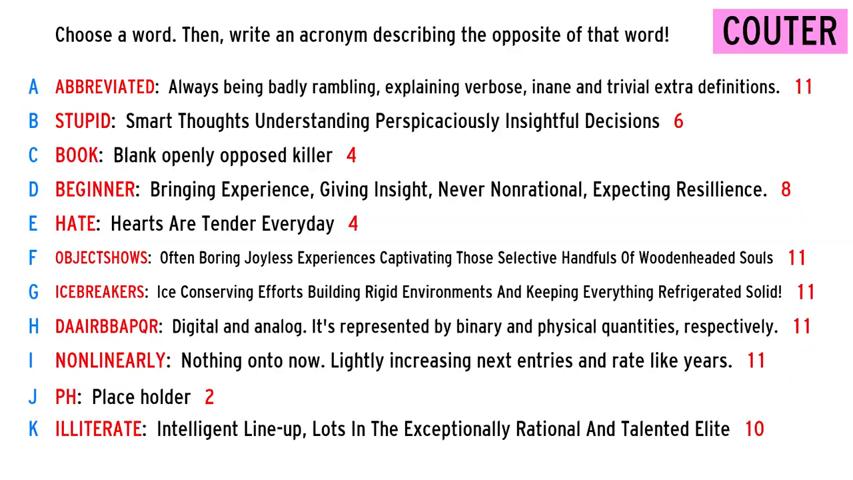 Choose a word. Then, write an acronym describing the opposite of that word!
COUTER
A ABBREVIATED: Always being badly rambling, explaining verbose, inane and trivial extra definitions. 11
B STUPID: Smart Thoughts Understanding Perspicaciously Insightful Decisions 6
C BOOK: Blank openly opposed killer 4
D BEGINNER: Bringing Experience, Giving Insight, Never Nonrational, Expecting Resillience. 8
E HATE: Hearts Are Tender Everyday 4
F OBJECTSHOWS: Often Boring Joyless Experiences Captivating Those Selective Handfuls Of Woodenheaded Souls 11
G ICEBREAKERS: Ice Conserving Efforts Building Rigid Environments And Keeping Everything Refrigerated Solid! 11
H DAAIRBBAPQR: Digital and analog. It's represented by binary and physical quantities, respectively. 11
I NONLINEARLY: Nothing onto now. Lightly increasing next entries and rate like years. 11
J PH: Place holder 2
K ILLITERATE: Intelligent Line-up, Lots In The Exceptionally Rational And Talented Elite 10